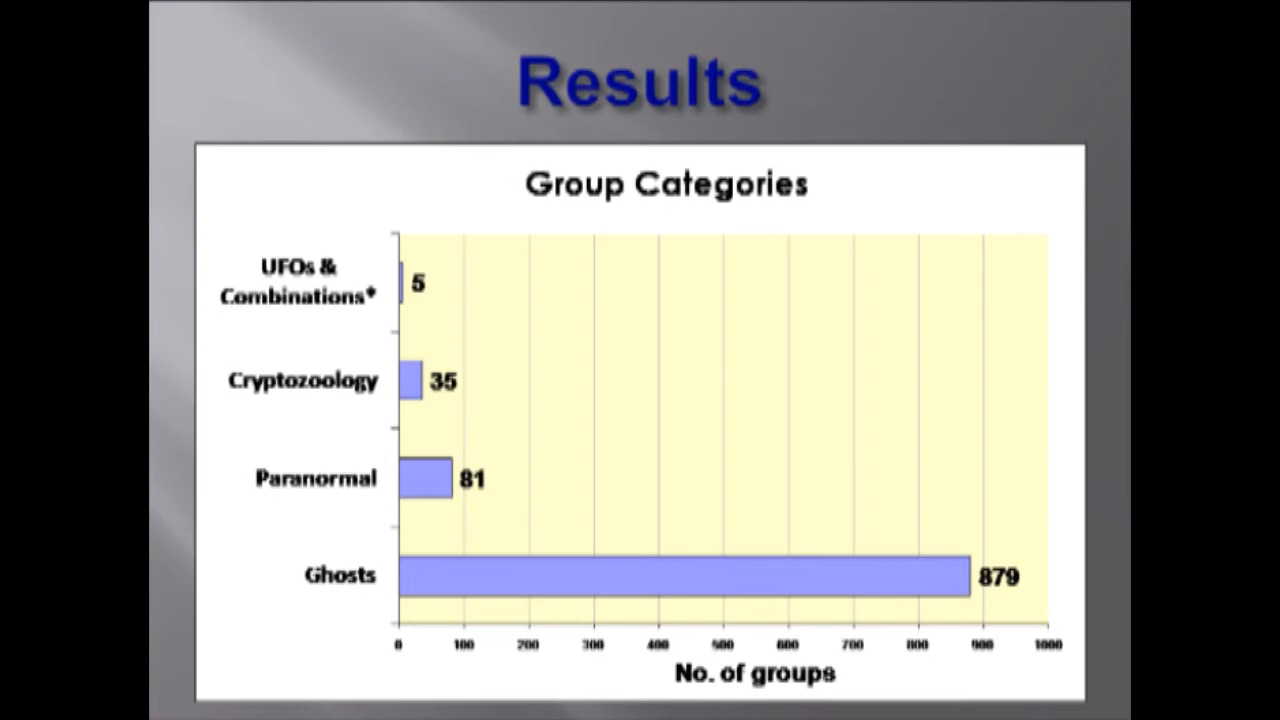 Results
Group Categories
UFOs &
Combinations*
5
Cryptozoology
35
Paranormal
81
Ghosts
879
0 100 200 300 400 500 600 700 800 900 1000
No. of groups